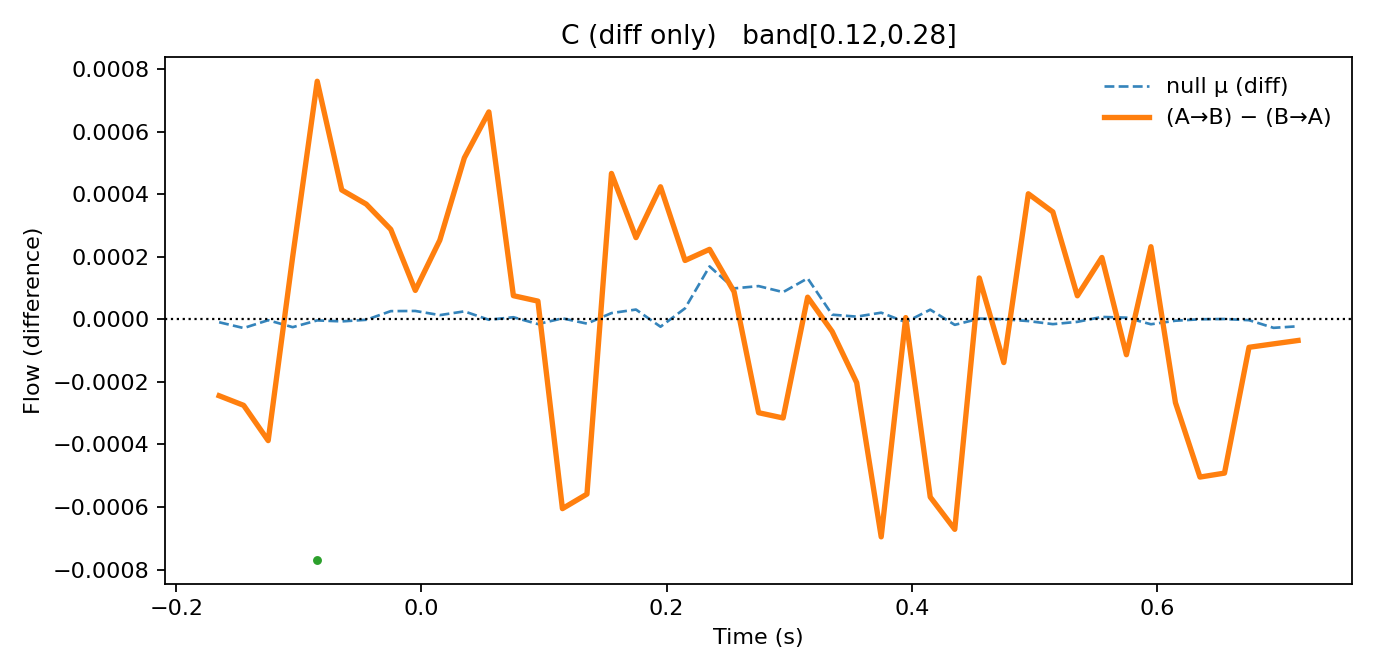 C (diff only)   band[0.12,0.28]
null μ (diff)
(A→B) − (B→A)
Flow (difference)
0.0008
0.0006
0.0004
0.0002
0.0000
−0.0002
−0.0004
−0.0006
−0.0008
−0.2
0.0
0.2
0.4
0.6
Time (s)